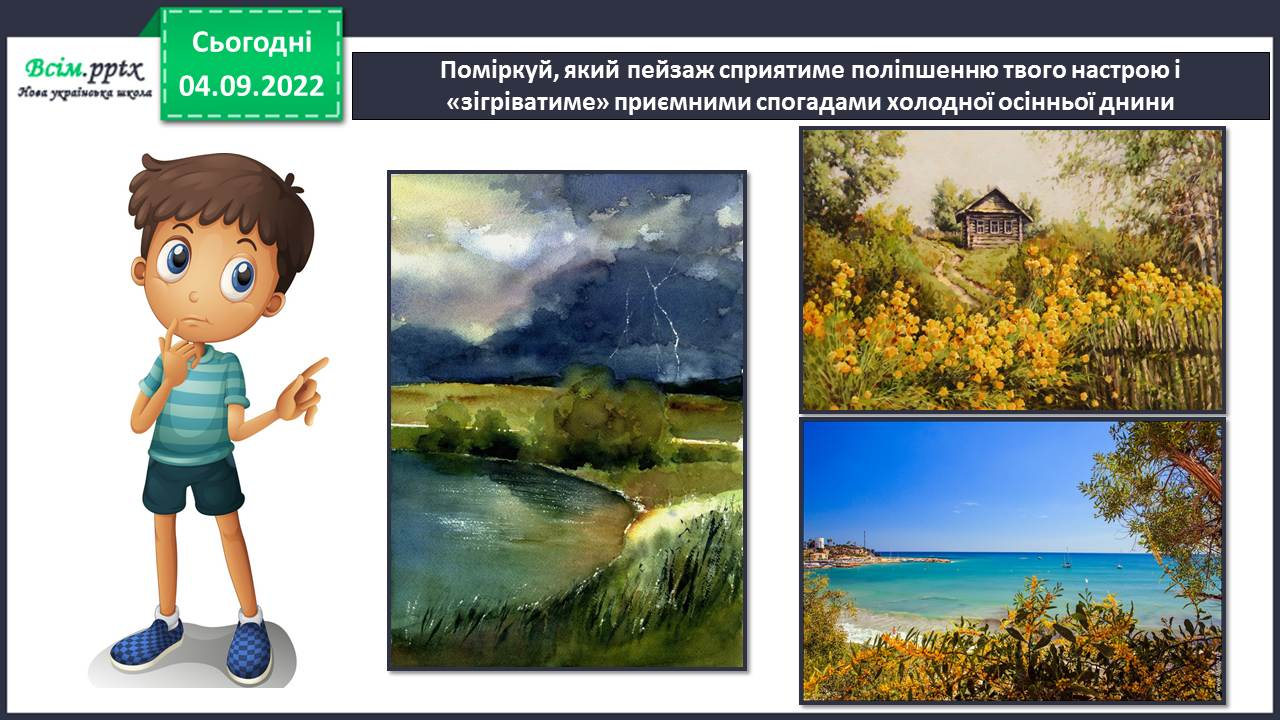 Всім.pptx
Нова українська школа
Сьогодні
04.09.2022
Поміркуй, який пейзаж сприятиме поліпшенню твого настрою і
«зігріватиме» приємними спогадами холодної осінньої днини